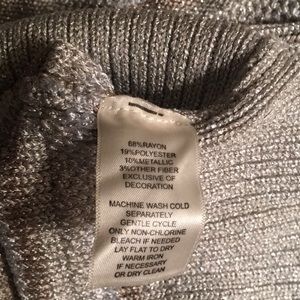 68%RAYON
19%POLYESTER
10%METALLIC
3%OTHER FIBER
EXCLUSIVE OF
DECORATION
MACHINE WASH COLD
SEPARATELY
GENTLE CYCLE
ONLY NON-CHLORINE
BLEACH IF NEEDED
LAY FLAT TO DRY
WARM IRON
IF NECESSARY
OR DRY CLEAN